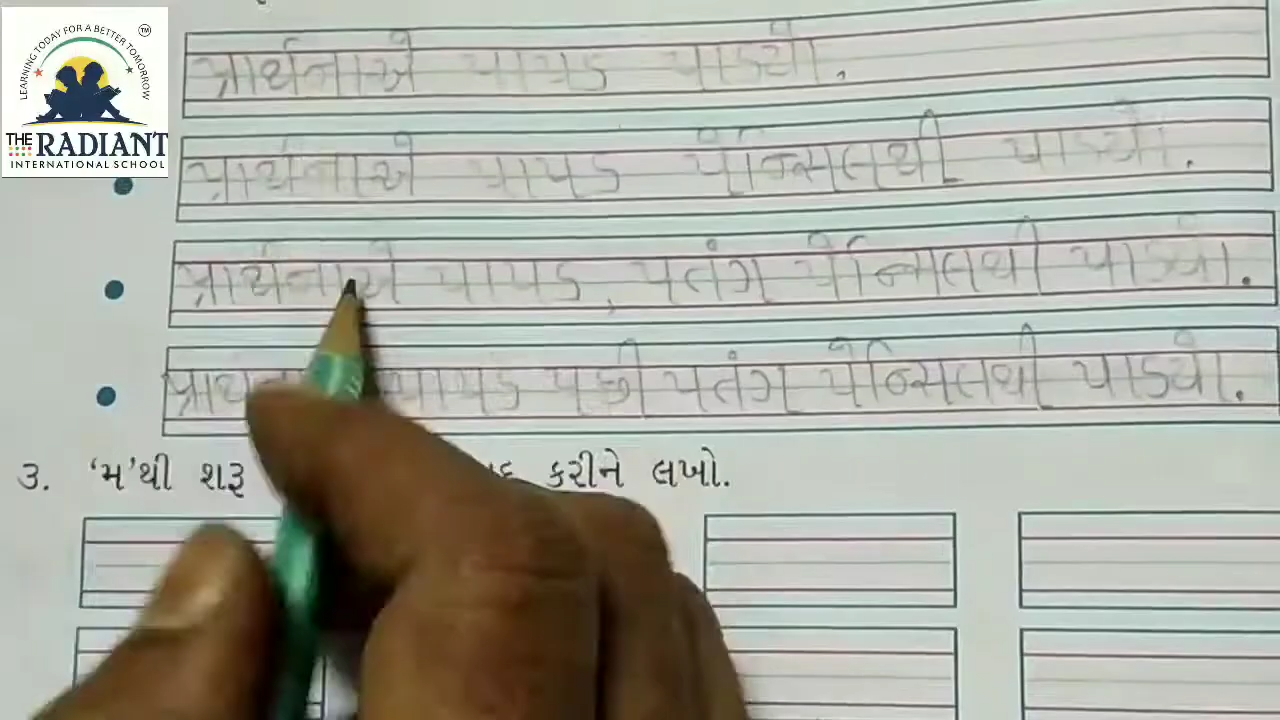 LEARNING TODAY FOR A BETTER TOMORROW
TM
THE RADIANT
INTERNATIONAL SCHOOL
પ્રાર્થનાએ પાપડ પાડ્યો.
પ્રાર્થનાએ પાપડ પેન્સિલથી પાડ્યો.
પ્રાર્થનાએ પાપડ, પતંગ પેન્સિલથી પાડ્યો.
પાપડ પછી પતંગ પેન્સિલથી પાડ્યો.
૩. ‘મ’થી શરૂ કરીને લખો.